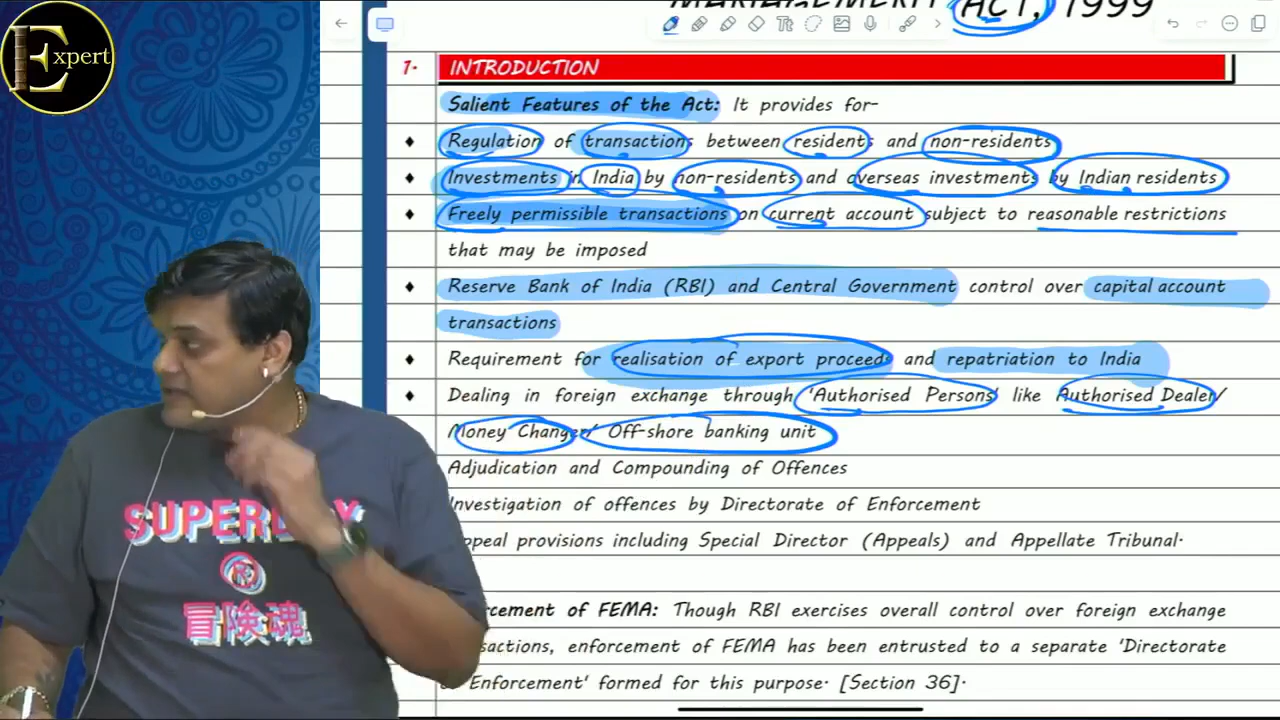 Expert
ACT, 1999
1. INTRODUCTION
Salient Features of the Act: It provides for-
♦ Regulation of transactions between residents and non-residents
♦ Investments in India by non-residents and overseas investments by Indian residents
♦ Freely permissible transactions on current account subject to reasonable restrictions
that may be imposed
♦ Reserve Bank of India (RBI) and Central Government control over capital account
transactions
♦ Requirement for realisation of export proceeds and repatriation to India
♦ Dealing in foreign exchange through 'Authorised Persons' like Authorised Dealer/
Money Changer/ Off-shore banking unit
Adjudication and Compounding of Offences
Investigation of offences by Directorate of Enforcement
ppeal provisions including Special Director (Appeals) and Appellate Tribunal.
rcement of FEMA: Though RBI exercises overall control over foreign exchange
sactions, enforcement of FEMA has been entrusted to a separate 'Directorate
Enforcement' formed for this purpose. [Section 36].
R
冒険魂